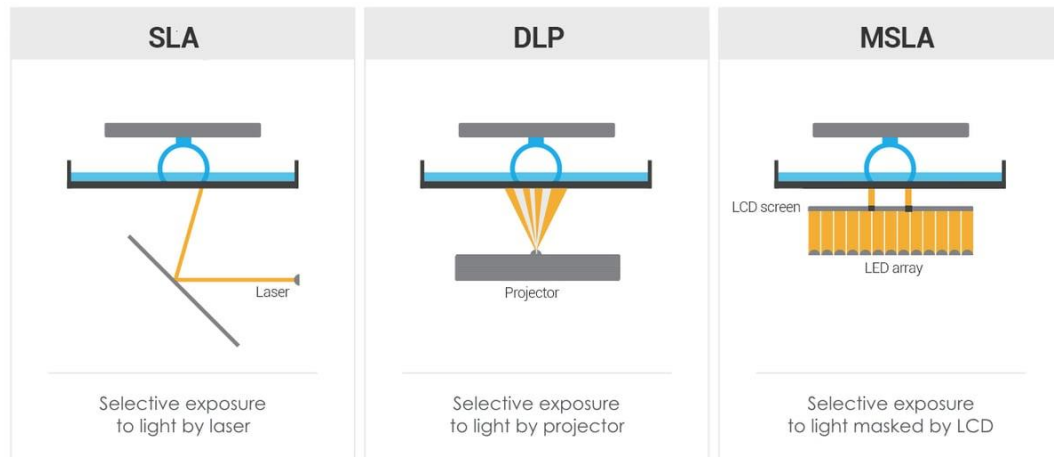 SLA
Laser
Selective exposure
to light by laser
DLP
Projector
Selective exposure
to light by projector
MSLA
LCD screen
LED array
Selective exposure
to light masked by LCD